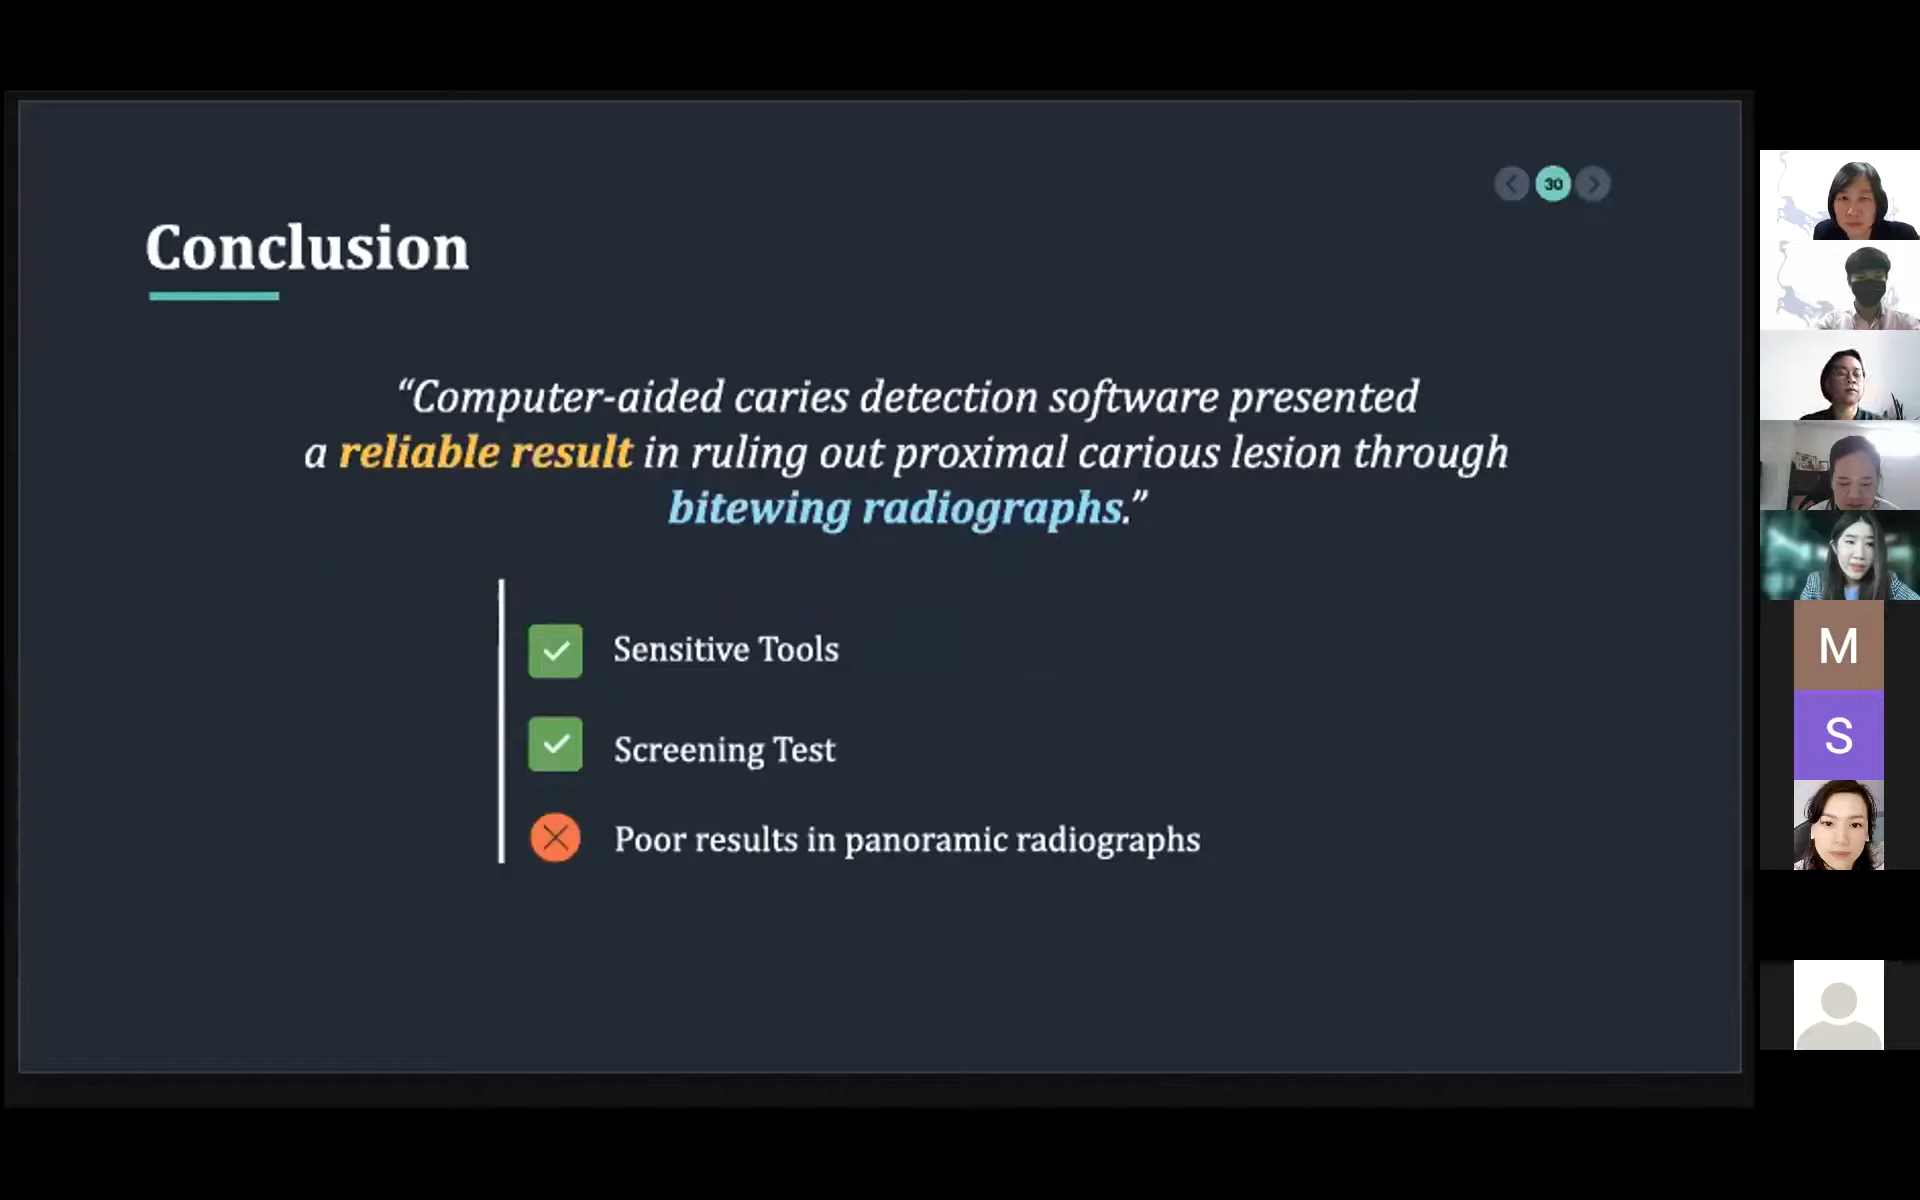 30
Conclusion
“Computer-aided caries detection software presented
a reliable result in ruling out proximal carious lesion through
bitewing radiographs.”
Sensitive Tools
Screening Test
Poor results in panoramic radiographs
M
S